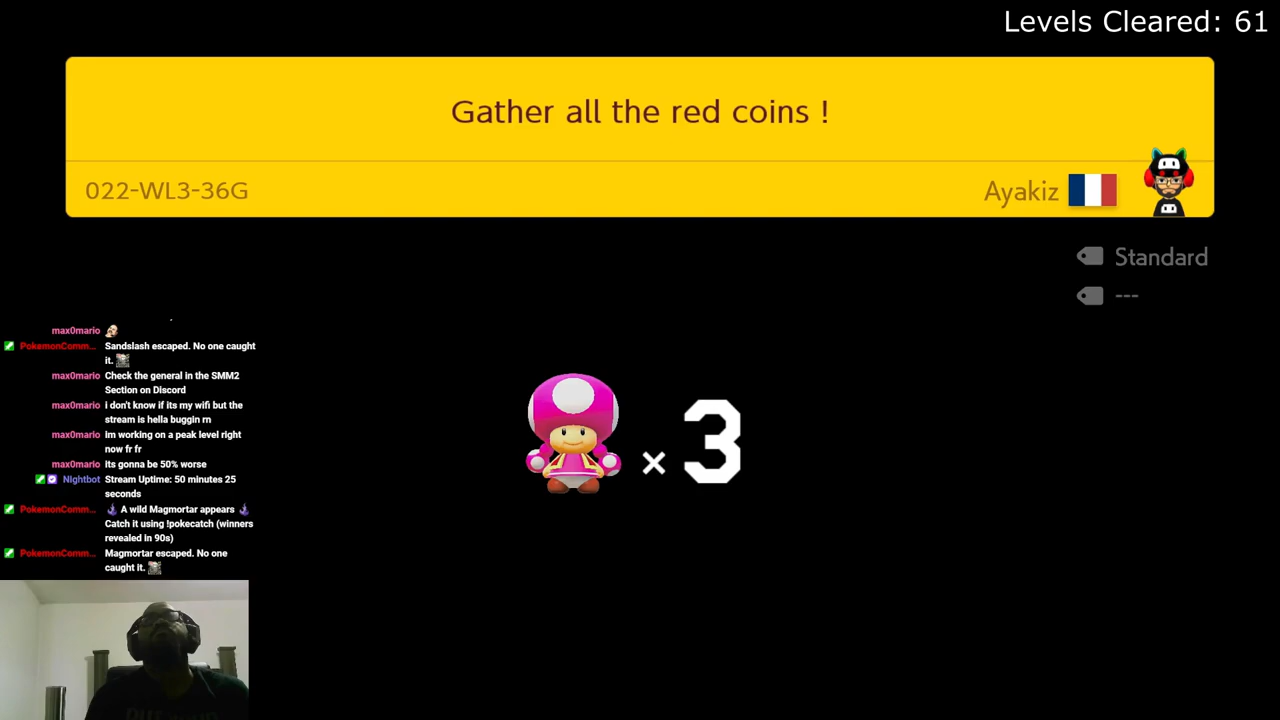 Levels Cleared: 61
Gather all the red coins !
022-WL3-36G
Ayakiz
Standard
---
max0mario
PokemonComm... Sandslash escaped. No one caught
it.
max0mario Check the general in the SMM2
Section on Discord
max0mario i don't know if its my wifi but the
stream is hella buggin rn
max0mario im working on a peak level right
now fr fr
max0mario Its gonna be 50% worse
Nightbot Stream Uptime: 50 minutes 25
seconds
PokemonComm... A wild Magmortar appears
Catch it using !pokecatch (winners
revealed in 90s)
PokemonComm... Magmortar escaped. No one
caught it.
× 3